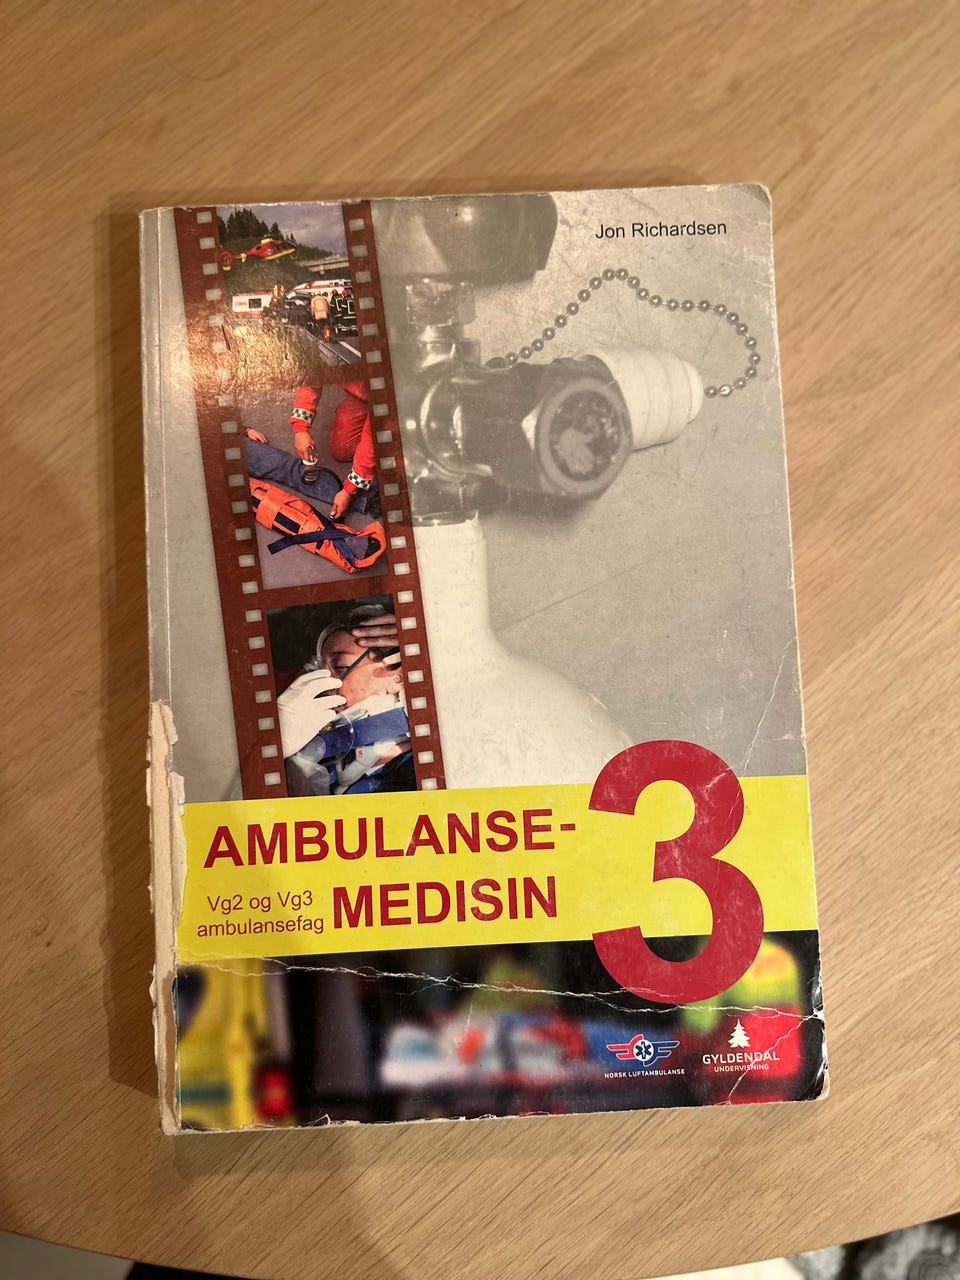 Jon Richardsen
AMBULANSE-
MEDISIN
3
Vg2 og Vg3
ambulansefag
NORSK LUFTAMBULANSE
GYLDENDAL
UNDERVISNING